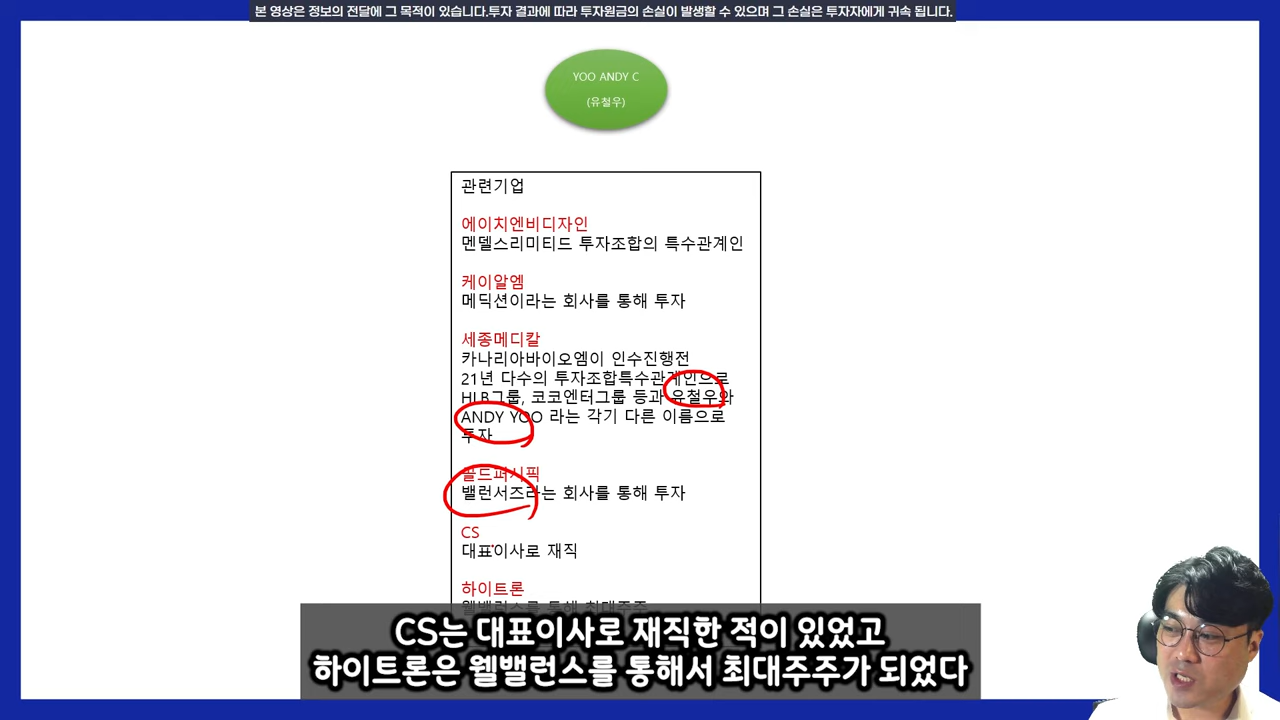 본 영상은 정보의 전달에 그 목적이 있습니다.투자 결과에 따라 투자원금의 손실이 발생할 수 있으며 그 손실은 투자자에게 귀속 됩니다.
YOO ANDY C
(유철우)
관련기업
에이치엔비디자인
멘델스리미티드 투자조합의 특수관계인
케이알엠
메딕션이라는 회사를 통해 투자
세종메디칼
카나리아바이오엠이 인수진행전
21년 다수의 투자조합특수관계인으로
HLB그룹, 코코엔터그룹 등과 유철우와
ANDY YOO 라는 각기 다른 이름으로
투자
골드퍼시픽
밸런서즈라는 회사를 통해 투자
CS
대표이사로 재직
하이트론
웰밸런스를 통해 최대주주
CS는 대표이사로 재직한 적이 있었고
하이트론은 웰밸런스를 통해서 최대주주가 되었다